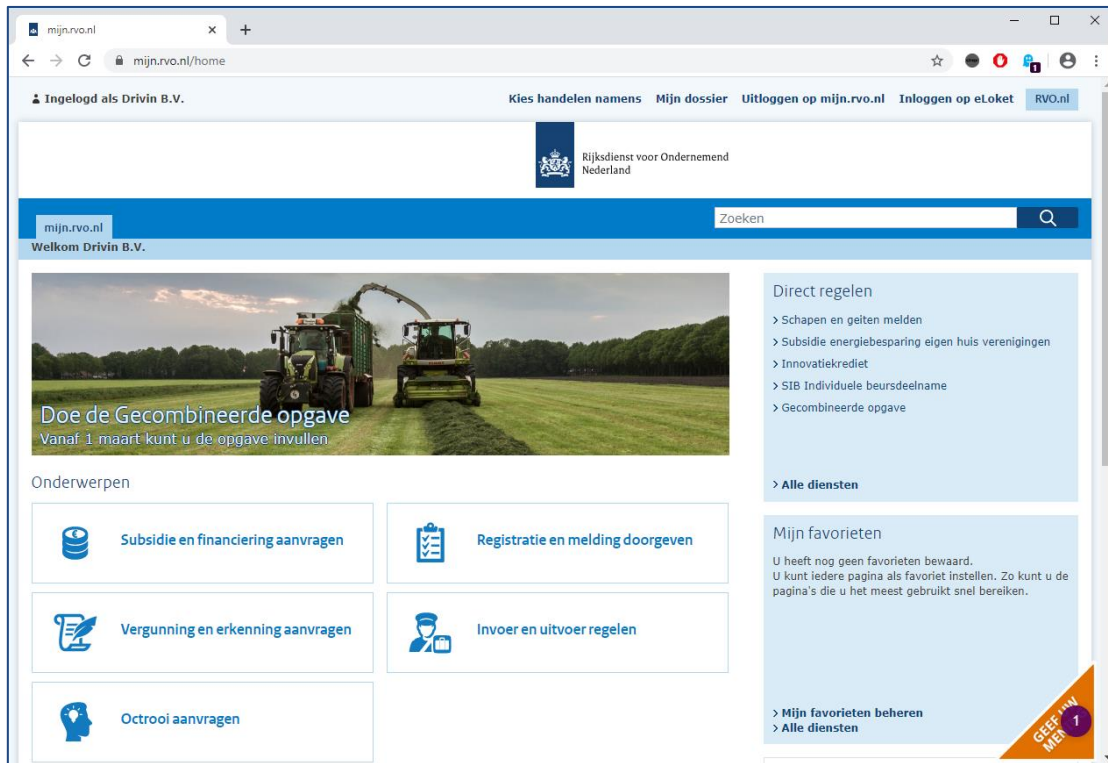 mijn.rvo.nl
mijn.rvo.nl/home
1
Ingelogd als Drivin B.V.
Kies handelen namens Mijn dossier Uitloggen op mijn.rvo.nl Inloggen op eLoket RVO.nl
Rijksdienst voor Ondernemend
Nederland
Zoeken
mijn.rvo.nl
Welkom Drivin B.V.
Doe de Gecombineerde opgave
Vanaf 1 maart kunt u de opgave invullen
Onderwerpen
Subsidie en financiering aanvragen
Registratie en melding doorgeven
Vergunning en erkenning aanvragen
Invoer en uitvoer regelen
Octrooi aanvragen
Direct regelen
> Schapen en geiten melden
> Subsidie energiebesparing eigen huis verenigingen
> Innovatiekrediet
> SIB Individuele beursdeelname
> Gecombineerde opgave
> Alle diensten
Mijn favorieten
U heeft nog geen favorieten bewaard.
U kunt iedere pagina als favoriet instellen. Zo kunt u de
pagina's die u het meest gebruikt snel bereiken.
> Mijn favorieten beheren
> Alle diensten
GEEF UW
1